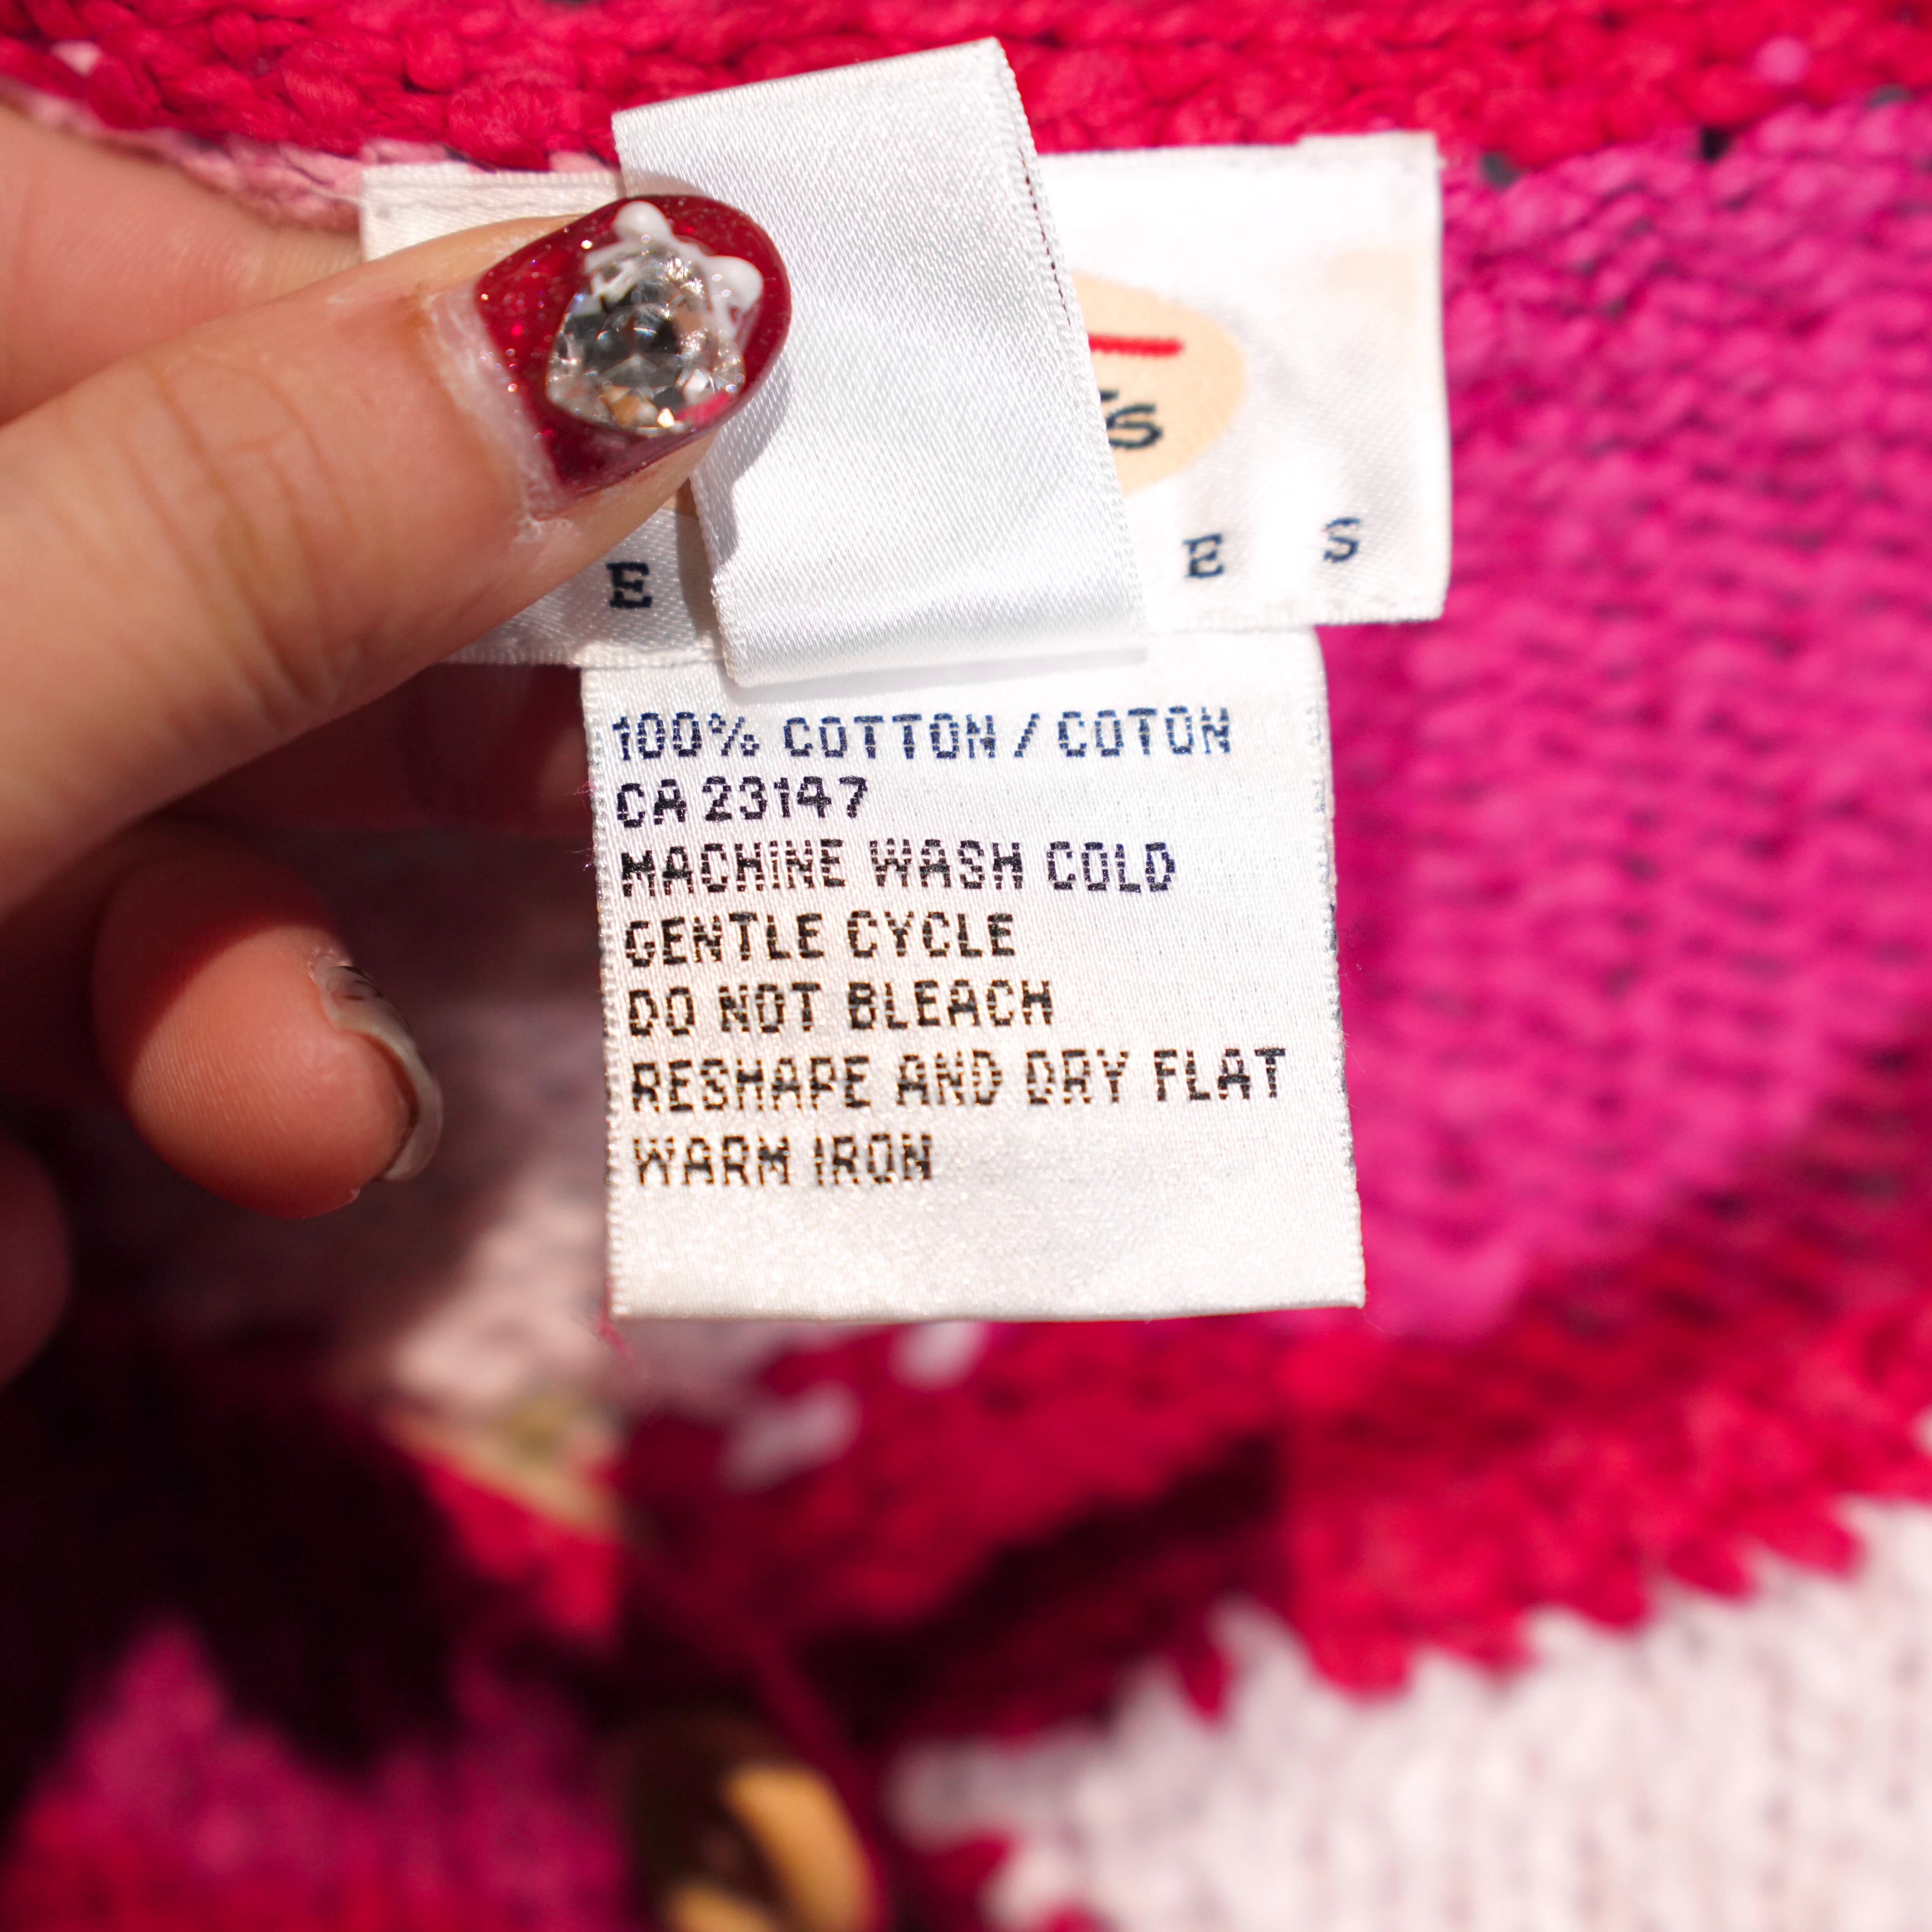 E E S
100% COTTON / COTON
CA 23147
MACHINE WASH COLD
GENTLE CYCLE
DO NOT BLEACH
RESHAPE AND DRY FLAT
WARM IRON